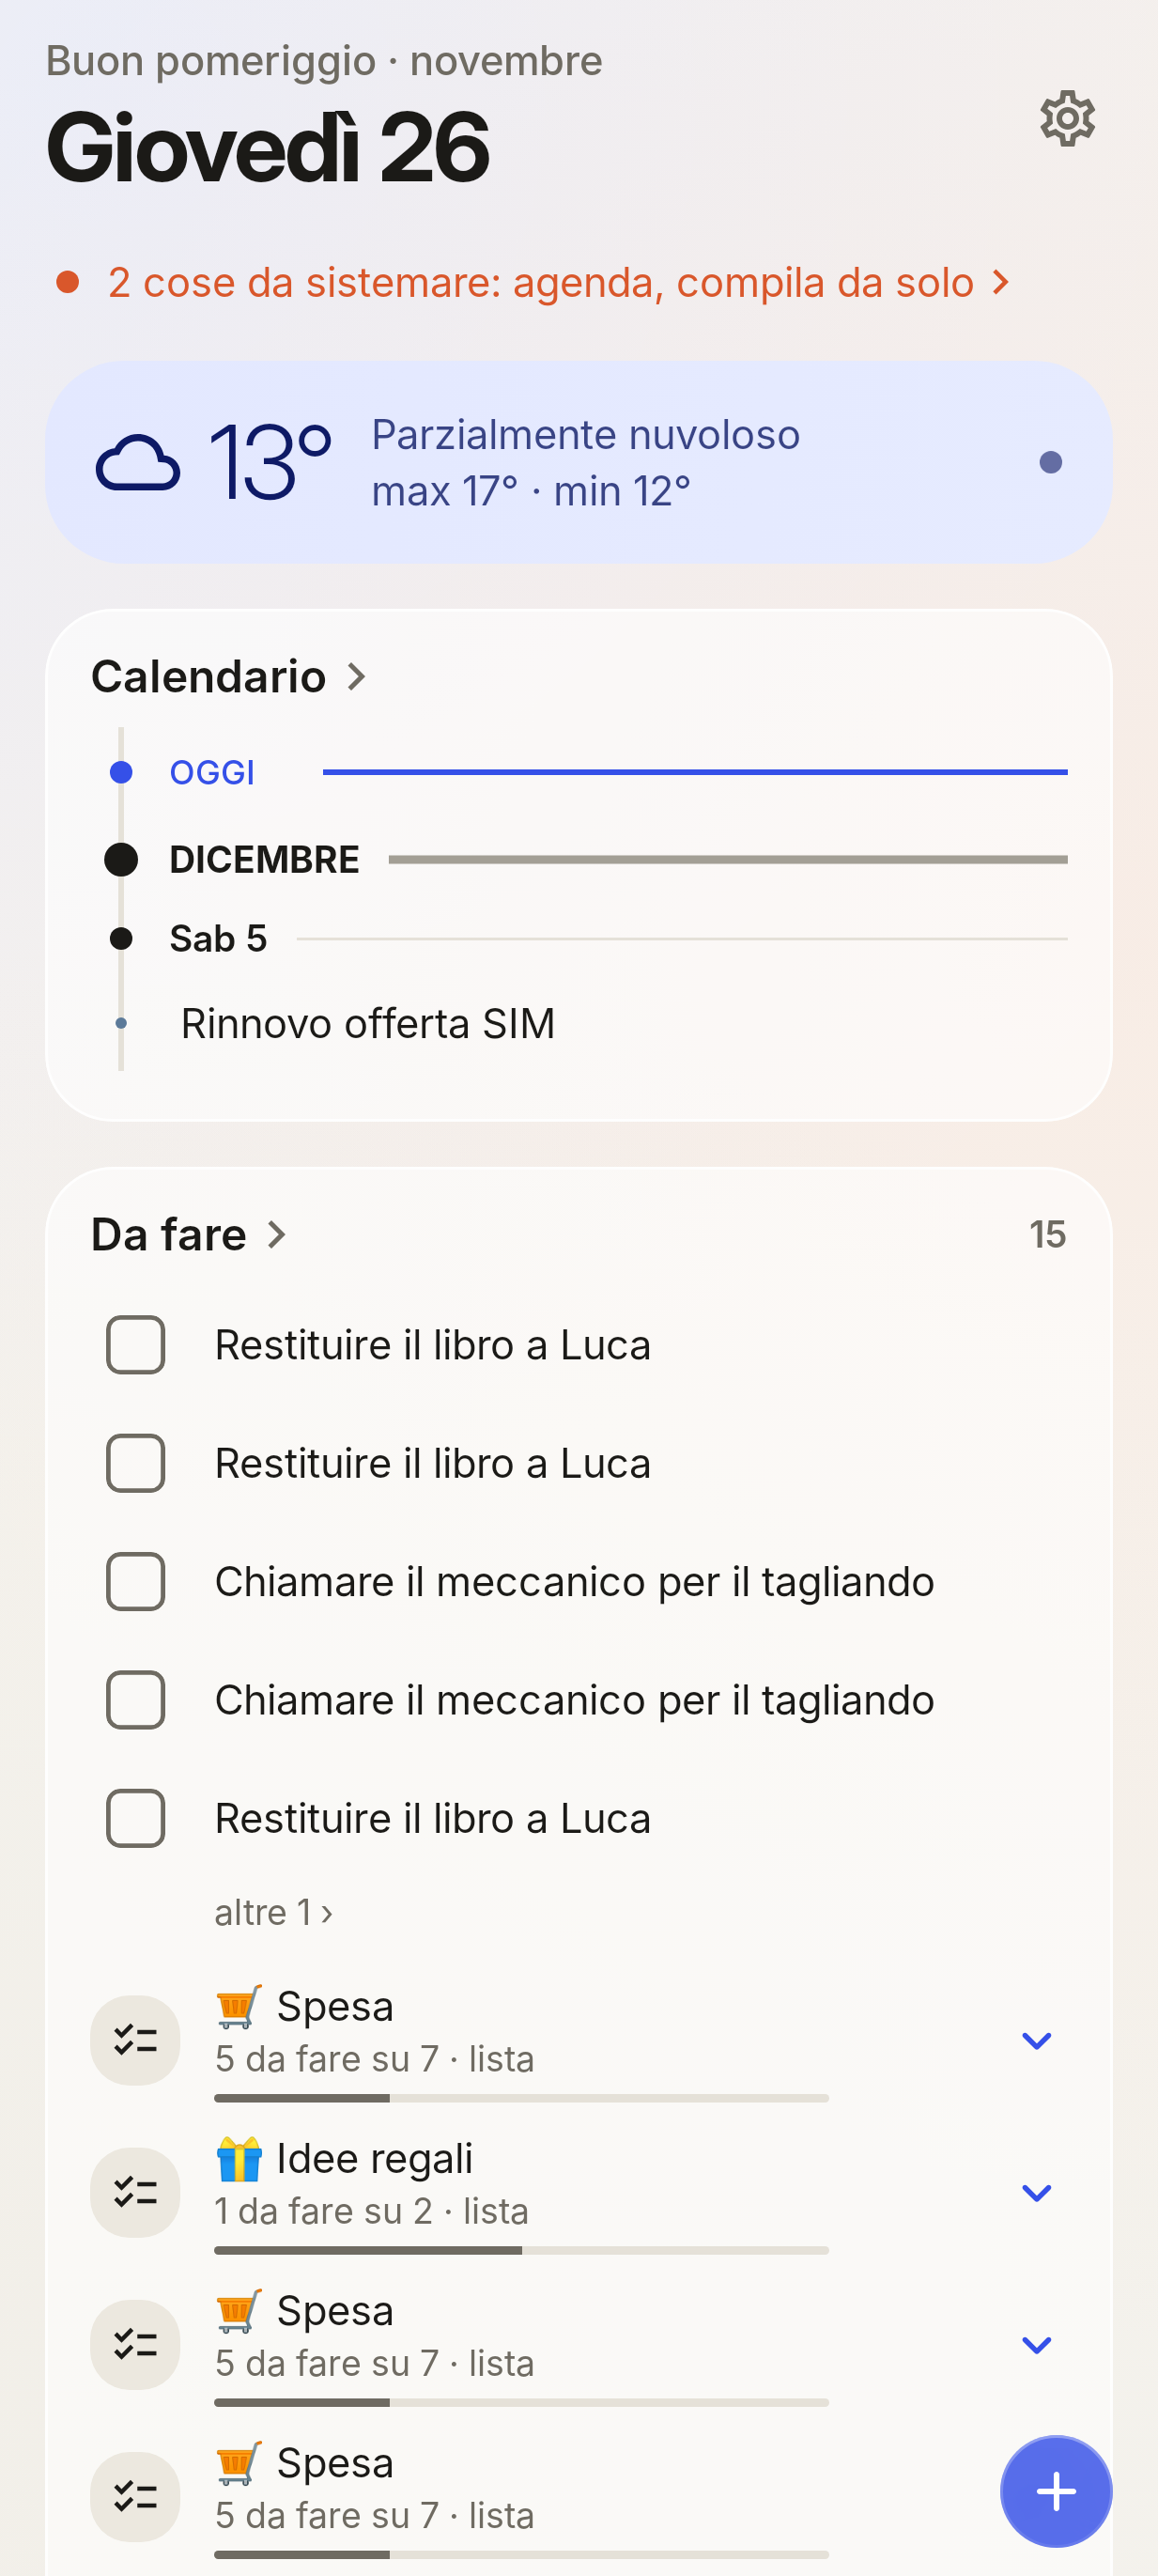 Buon pomeriggio · novembre
Giovedì 26
2 cose da sistemare: agenda, compila da solo
13°
Parzialmente nuvoloso
max 17° · min 12°
Calendario
OGGI
DICEMBRE
Sab 5
Rinnovo offerta SIM
Da fare
15
Restituire il libro a Luca
Restituire il libro a Luca
Chiamare il meccanico per il tagliando
Chiamare il meccanico per il tagliando
Restituire il libro a Luca
altre 1 ›
🛒 Spesa
5 da fare su 7 · lista
🎁 Idee regali
1 da fare su 2 · lista
🛒 Spesa
5 da fare su 7 · lista
🛒 Spesa
5 da fare su 7 · lista